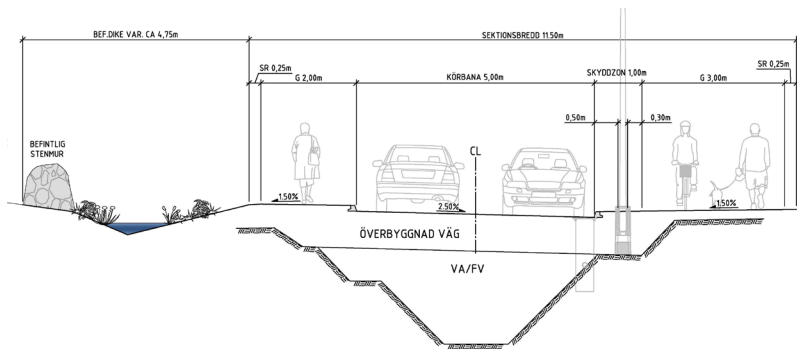 BEF.DIKE VAR. CA 4,75m
SEKTIONSBREDD 11.50m
SR 0,25m
G 2,00m
KÖRBANA 5,00m
SKYDDZON 1,00m
G 3,00m
SR 0,25m
0,50m
0,30m
BEFINTLIG
STENMUR
CL
1.50%
2.50%
1.50%
ÖVERBYGGNAD VÄG
VA/FV